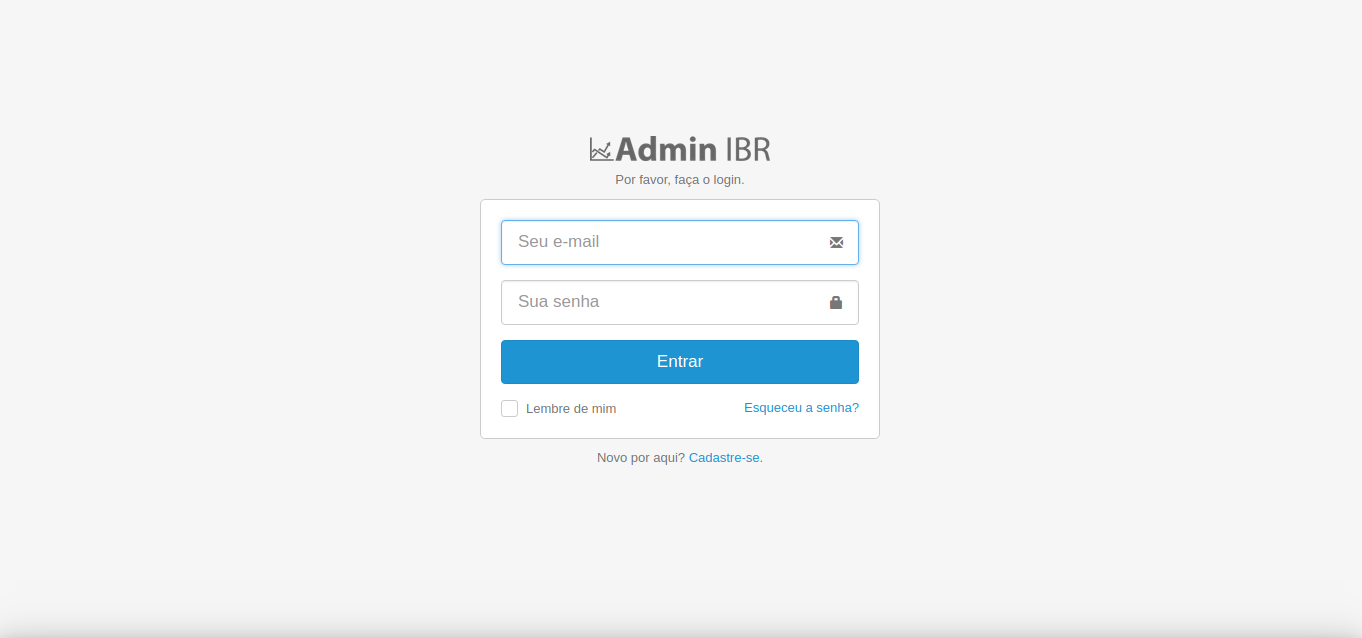 Admin IBR
Por favor, faça o login.
Seu e-mail
Sua senha
Entrar
Lembre de mim
Esqueceu a senha?
Novo por aqui? Cadastre-se.